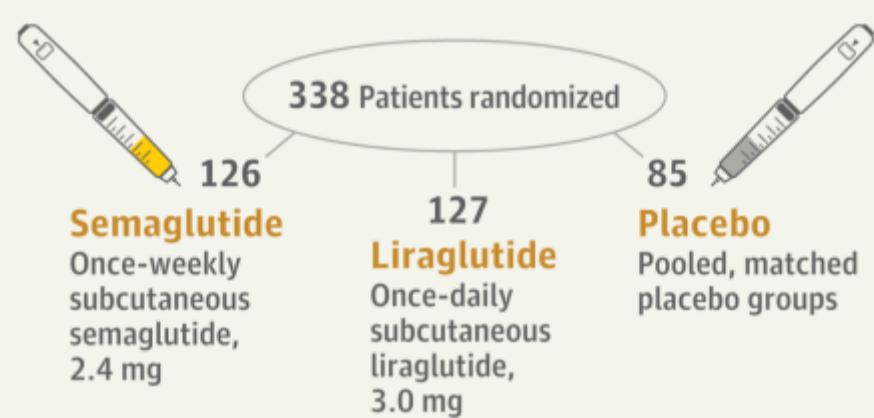 338 Patients randomized
126
Semaglutide
Once-weekly
subcutaneous
semaglutide,
2.4 mg
127
Liraglutide
Once-daily
subcutaneous
liraglutide,
3.0 mg
85
Placebo
Pooled, matched
placebo groups